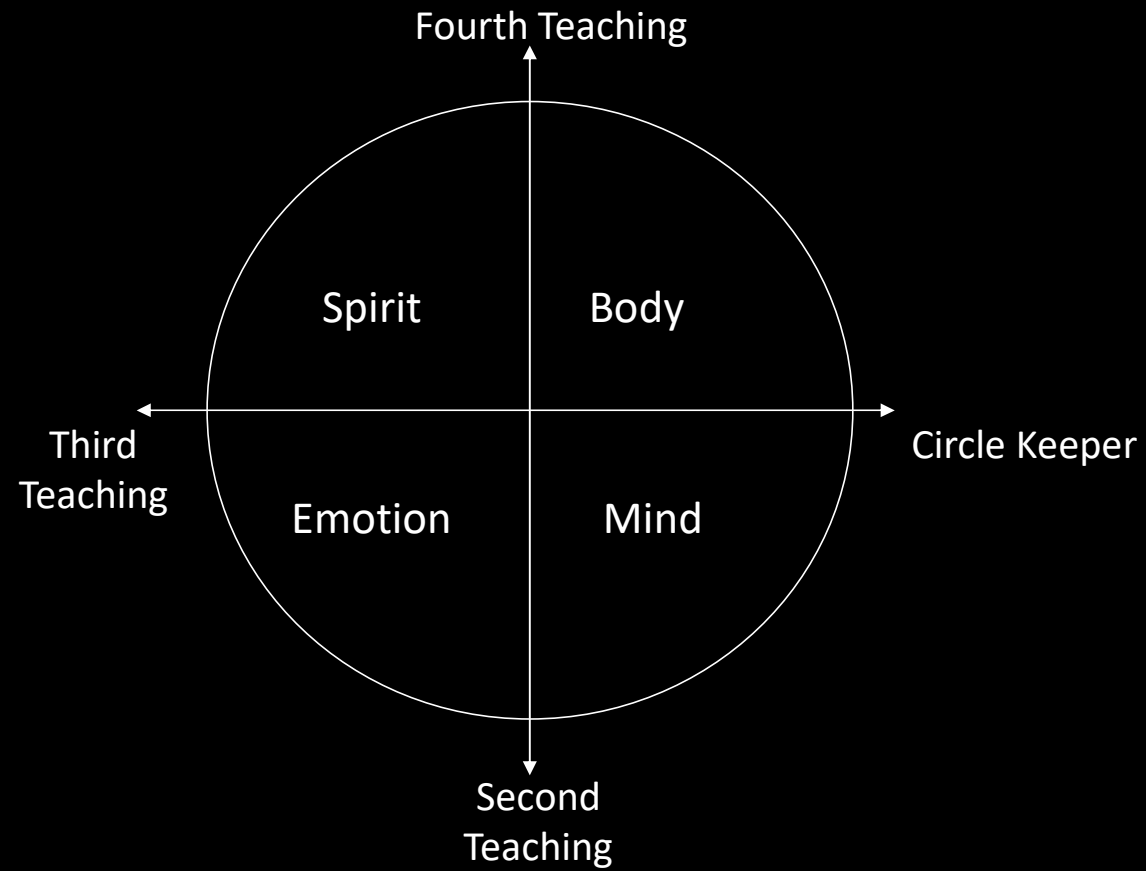 Fourth Teaching
Spirit
Body
Third
Teaching
Circle Keeper
Emotion
Mind
Second
Teaching